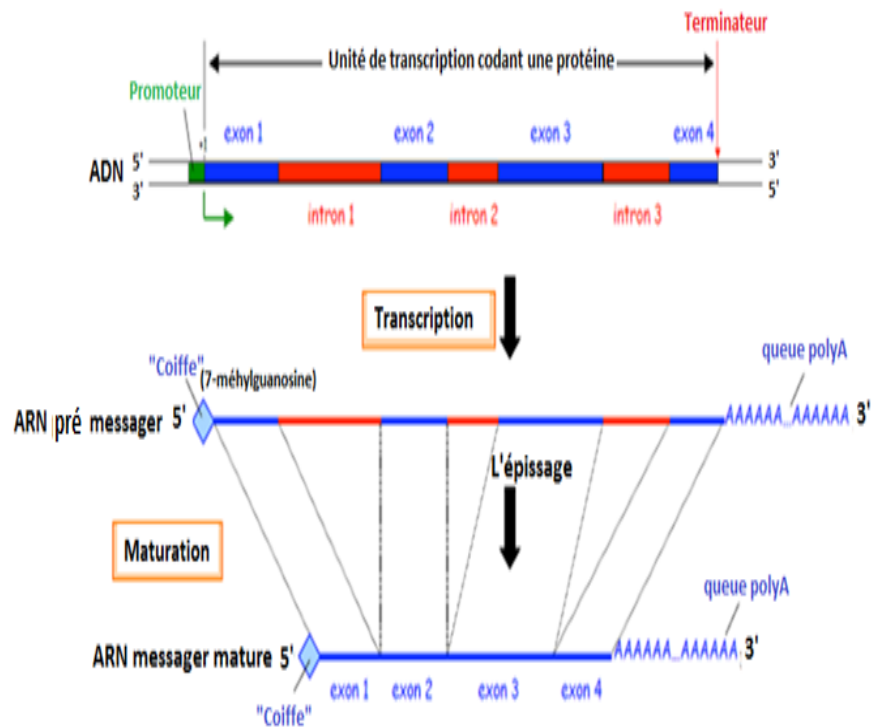 Terminateur
Unité de transcription codant une protéine
Promoteur
+1
exon 1 exon 2 exon 3 exon 4
ADN 5' 3'
3' 5'
intron 1 intron 2 intron 3
Transcription
"Coiffe"
(7-méhylguanosine)
queue polyA
ARN pré messager 5' AAAAAA_AAAAAA 3'
L'épissage
Maturation
queue polyA
ARN messager mature 5' AAAAAA_AAAAAA 3'
exon 1 exon 2 exon 3 exon 4
"Coiffe"